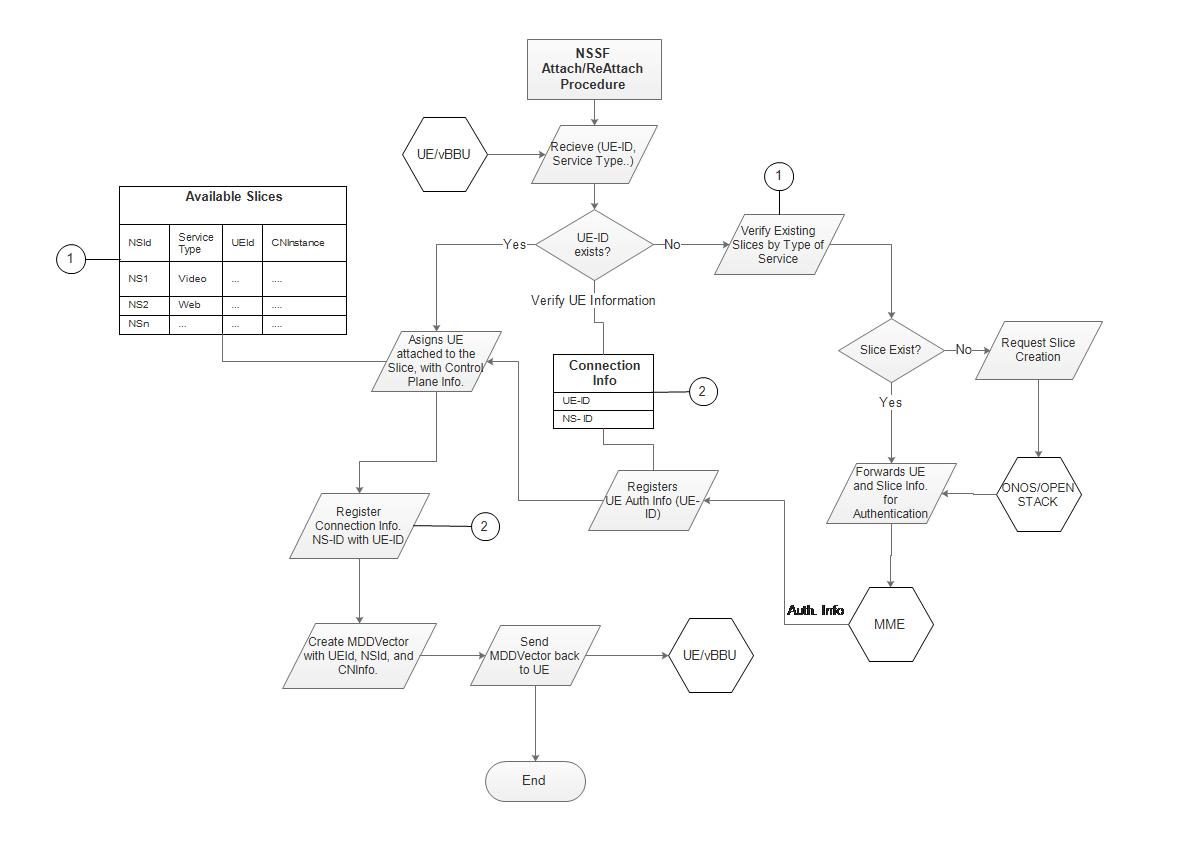 NSSF
Attach/ReAttach
Procedure
UE/vBBU
Recieve (UE-ID,
Service Type..)
1
Available Slices
NSId
Service
Type
UEId
CNInstance
NS1
Video
...
....
NS2
Web
...
....
NSn
...
...
....
1
UE-ID
exists?
Yes
No
Verify Existing
Slices by Type of
Service
Verify UE Information
Asigns UE
attached to the
Slice, with Control
Plane Info.
Connection
Info
UE-ID
NS- ID
2
Slice Exist?
No
Request Slice
Creation
Yes
Forwards UE
and Slice Info.
for
Authentication
ONOS/OPEN
STACK
Registers
UE Auth Info (UE-
ID)
Register
Connection Info.
NS-ID with UE-ID
2
Auth. Info
MME
Create MDDVector
with UEId, NSId, and
CNInfo.
Send
MDDVector back
to UE
UE/vBBU
End